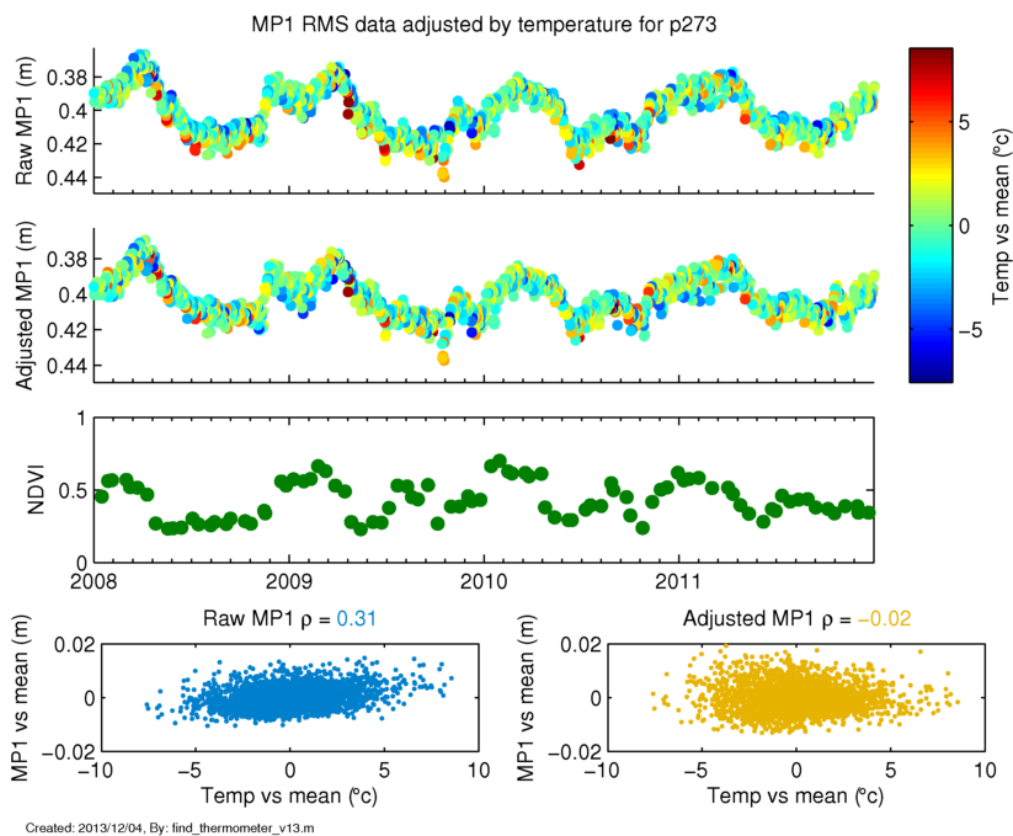 MP1 RMS data adjusted by temperature for p273
Raw MP1 (m)
0.38
0.4
0.42
0.44
Adjusted MP1 (m)
0.38
0.4
0.42
0.44
5
0
−5
Temp vs mean (ºc)
NDVI
1
0.5
0
2008 2009 2010 2011
Raw MP1 ρ = 0.31
MP1 vs mean (m)
0.02
0
−0.02
−10 −5 0 5 10
Temp vs mean (ºc)
Adjusted MP1 ρ = −0.02
MP1 vs mean (m)
0.02
0
−0.02
−10 −5 0 5 10
Temp vs mean (ºc)
Created: 2013/12/04, By: find_thermometer_v13.m